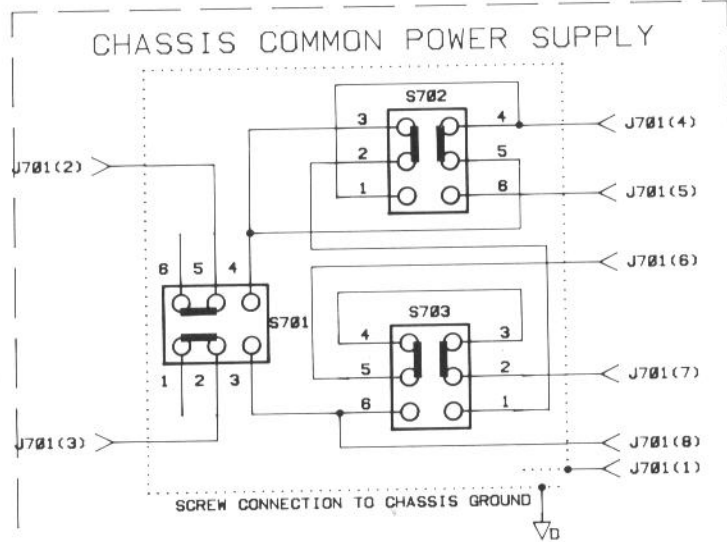 CHASSIS COMMON POWER SUPPLY
S702
3 4 J701(4)
J701(2) 2 5
1 6 J701(5)
6 5 4 J701(6)
S701 S703
4 3
1 2 3 5 2 J701(7)
6 1
J701(3) J701(8)
J701(1)
SCREW CONNECTION TO CHASSIS GROUND
D